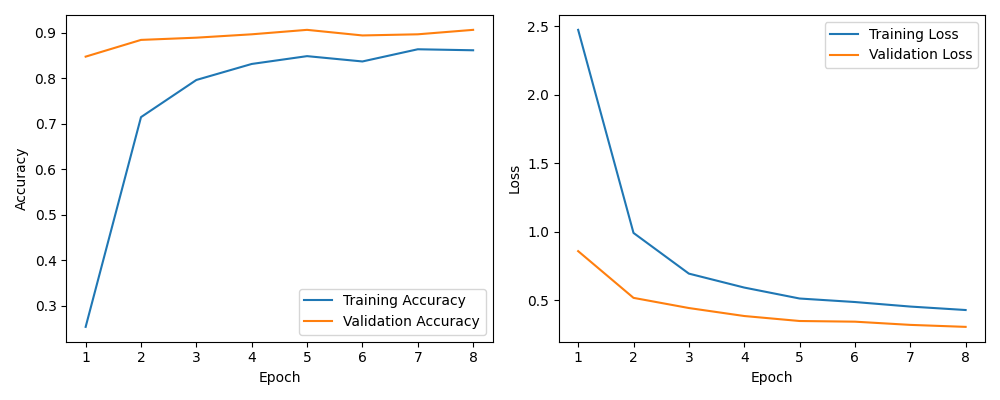 0.9
0.8
0.7
0.6
0.5
0.4
0.3
Accuracy
Training Accuracy
Validation Accuracy
1 2 3 4 5 6 7 8
Epoch
2.5
2.0
1.5
1.0
0.5
Loss
Training Loss
Validation Loss
1 2 3 4 5 6 7 8
Epoch